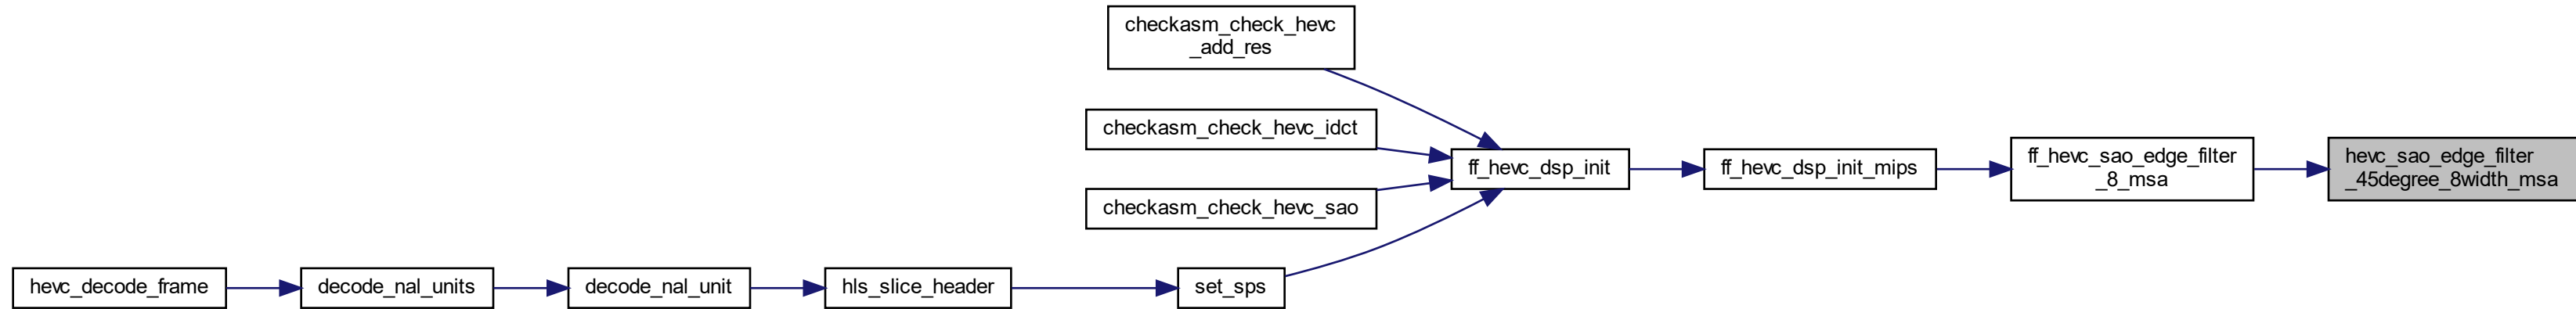 checkasm_check_hevc
_add_res
checkasm_check_hevc_idct
checkasm_check_hevc_sao
hevc_decode_frame
decode_nal_units
decode_nal_unit
hls_slice_header
set_sps
ff_hevc_dsp_init
ff_hevc_dsp_init_mips
ff_hevc_sao_edge_filter
_8_msa
hevc_sao_edge_filter
_45degree_8width_msa